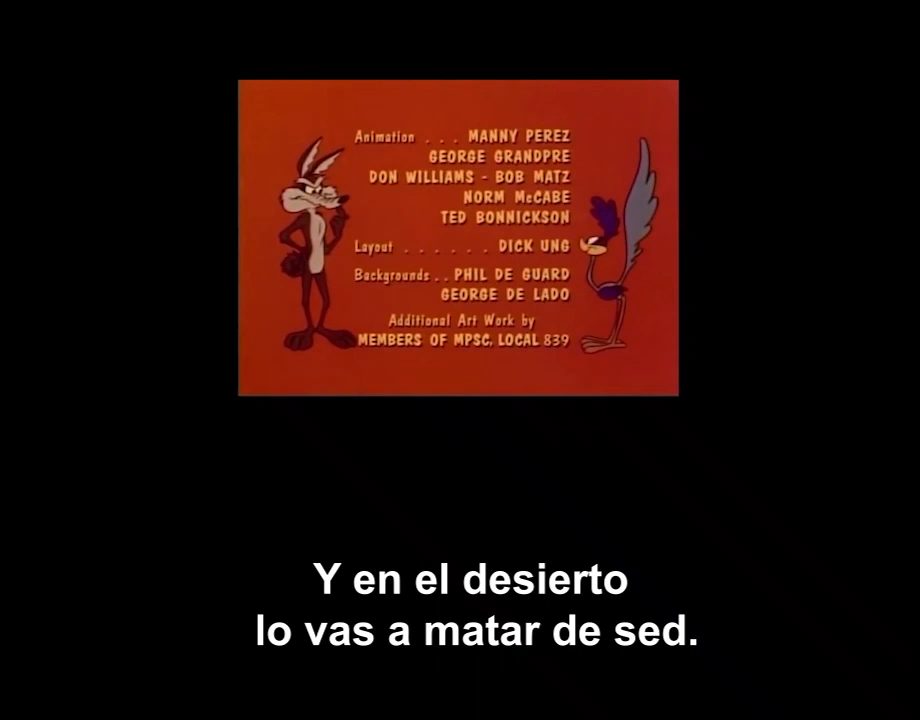 Animation . . . MANNY PEREZ
GEORGE GRANDPRE
DON WILLIAMS - BOB MATZ
NORM McCABE
TED BONNICKSON
Layout . . . . . . DICK UNG
Backgrounds . . PHIL DE GUARD
GEORGE DE LADO
Additional Art Work by
MEMBERS OF MPSC, LOCAL 839
Y en el desierto
lo vas a matar de sed.